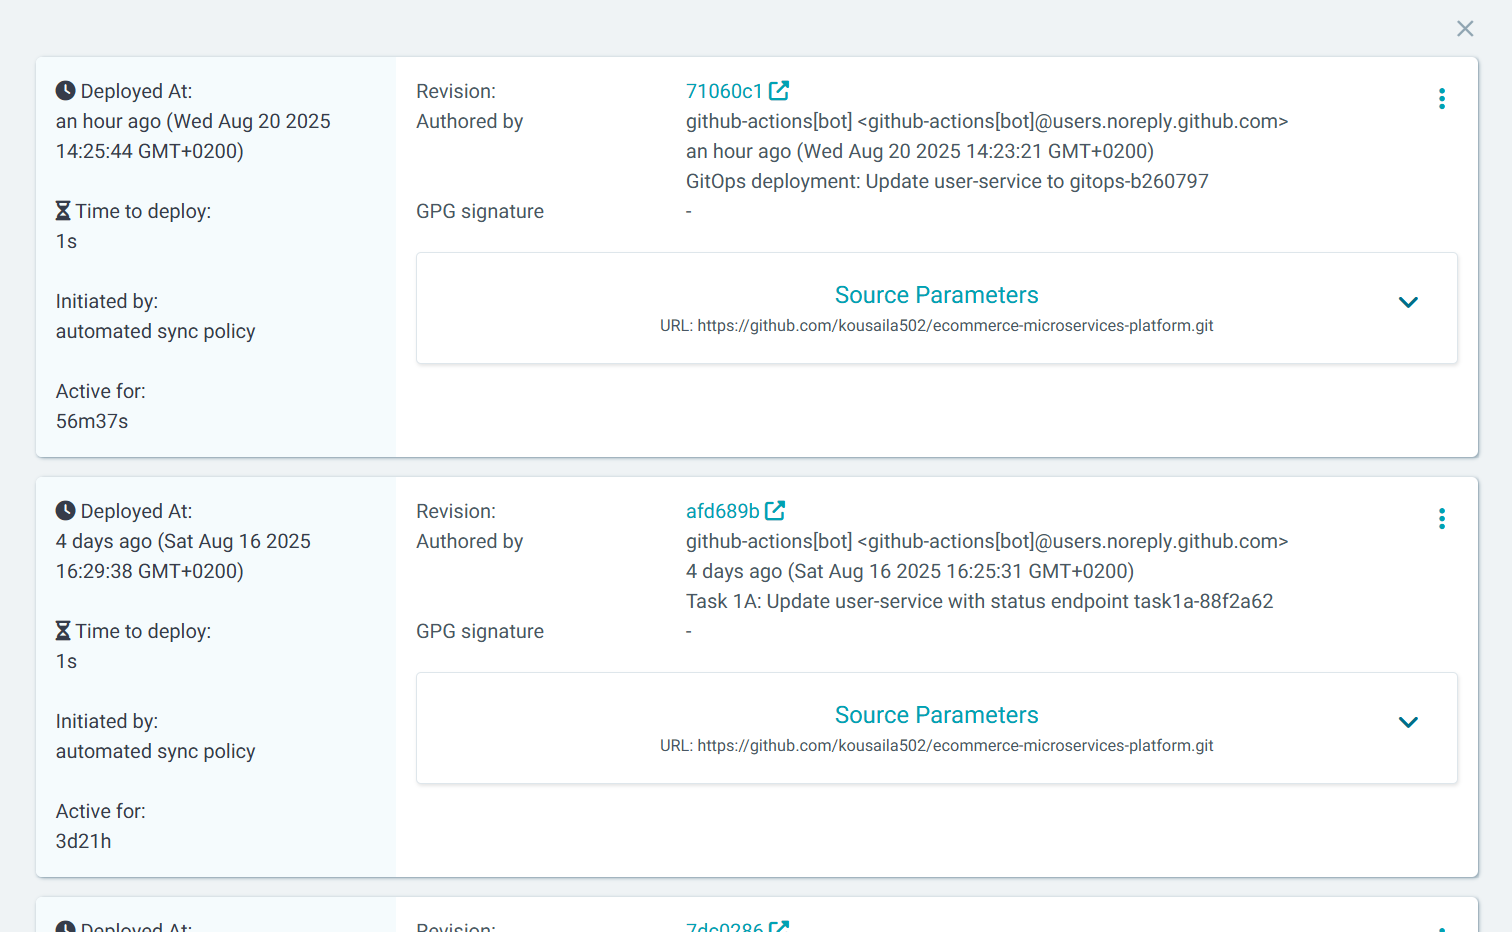 Deployed At:
an hour ago (Wed Aug 20 2025
14:25:44 GMT+0200)
Time to deploy:
1s
Initiated by:
automated sync policy
Active for:
56m37s
Revision: 71060c1
Authored by github-actions[bot] <github-actions[bot]@users.noreply.github.com>
an hour ago (Wed Aug 20 2025 14:23:21 GMT+0200)
GitOps deployment: Update user-service to gitops-b260797
GPG signature -
Source Parameters
URL: https://github.com/kousaila502/ecommerce-microservices-platform.git
Deployed At:
4 days ago (Sat Aug 16 2025
16:29:38 GMT+0200)
Time to deploy:
1s
Initiated by:
automated sync policy
Active for:
3d21h
Revision: afd689b
Authored by github-actions[bot] <github-actions[bot]@users.noreply.github.com>
4 days ago (Sat Aug 16 2025 16:25:31 GMT+0200)
Task 1A: Update user-service with status endpoint task1a-88f2a62
GPG signature -
Source Parameters
URL: https://github.com/kousaila502/ecommerce-microservices-platform.git
Deployed At:
Revision: 7dc0286